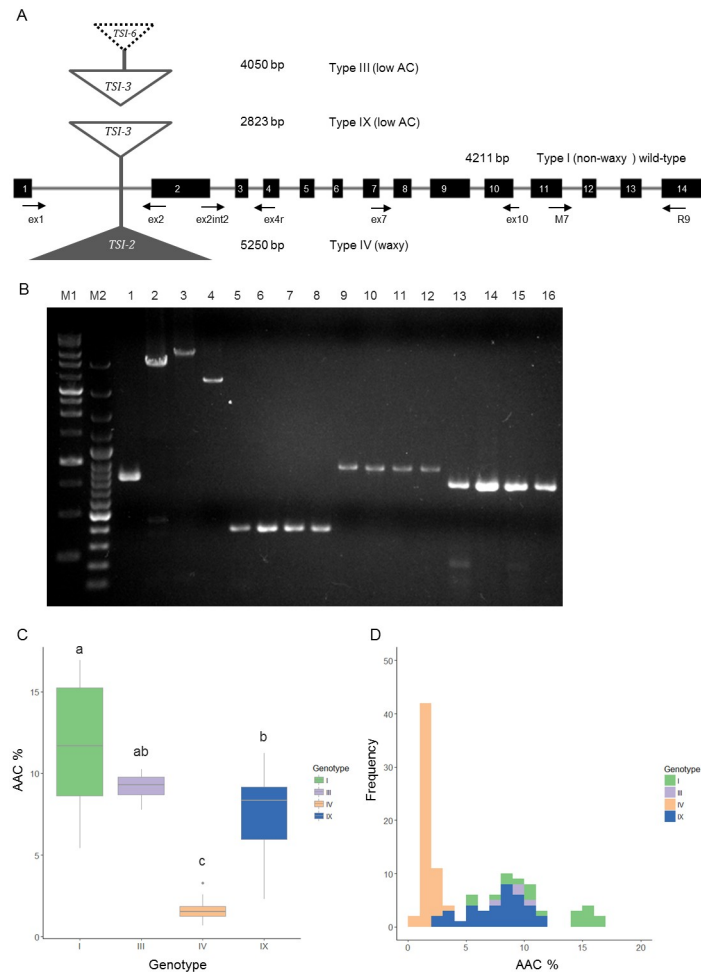 A
TSI-6
TSI-3
4050 bp Type III (low AC)
TSI-3
2823 bp Type IX (low AC)
4211 bp Type I (non-waxy ) wild-type
1 2 3 4 5 6 7 8 9 10 11 12 13 14
ex1 ex2 ex2int2 ex4r ex7 ex10 M7 R9
TSI-2
5250 bp Type IV (waxy)
B
M1 M2 1 2 3 4 5 6 7 8 9 10 11 12 13 14 15 16
C
a
ab
c
b
15
10
5
0
AAC %
I III IV IX
Genotype
Genotype
I
III
IV
IX
D
50
40
30
20
10
0
Frequency
0 5 10 15 20
AAC %
Genotype
I
III
IV
IX